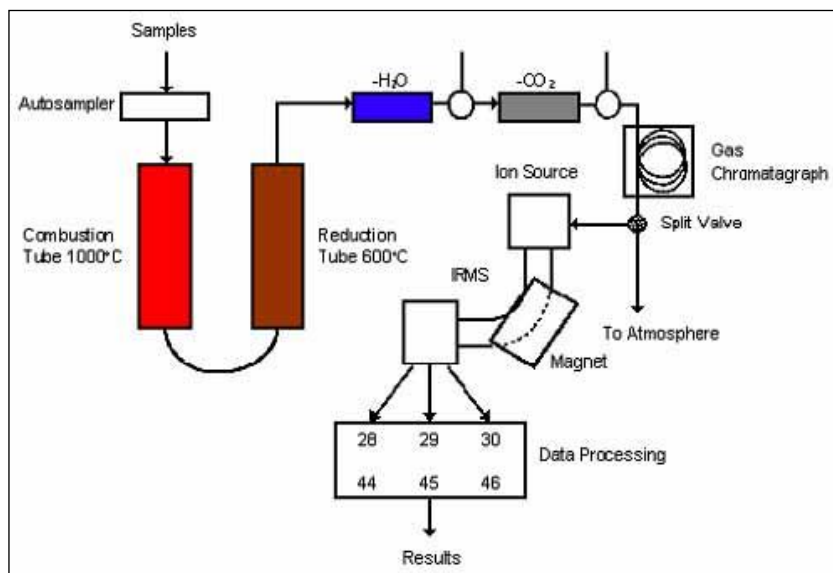 Samples
Autosampler
-H₂O
-CO₂
Gas
Chromatagraph
Ion Source
Split Valve
Combustion
Tube 1000°C
Reduction
Tube 600°C
IRMS
To Atmosphere
Magnet
28 29 30
44 45 46
Data Processing
Results